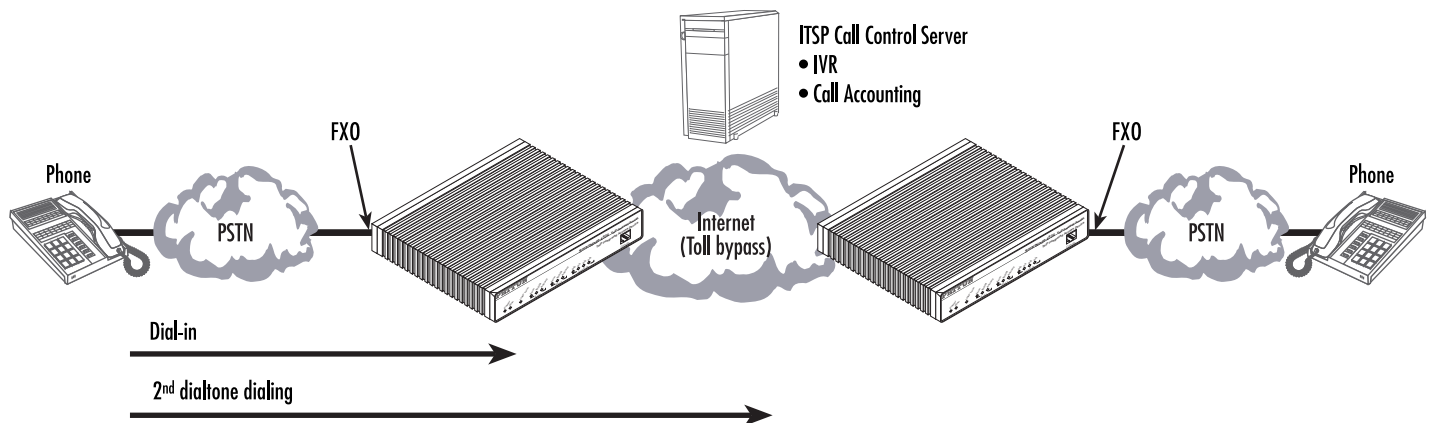 ITSP Call Control Server
• IVR
• Call Accounting
FXO
FXO
Phone
Phone
PSTN
Internet
(Toll bypass)
PSTN
Dial-in
2nd dialtone dialing